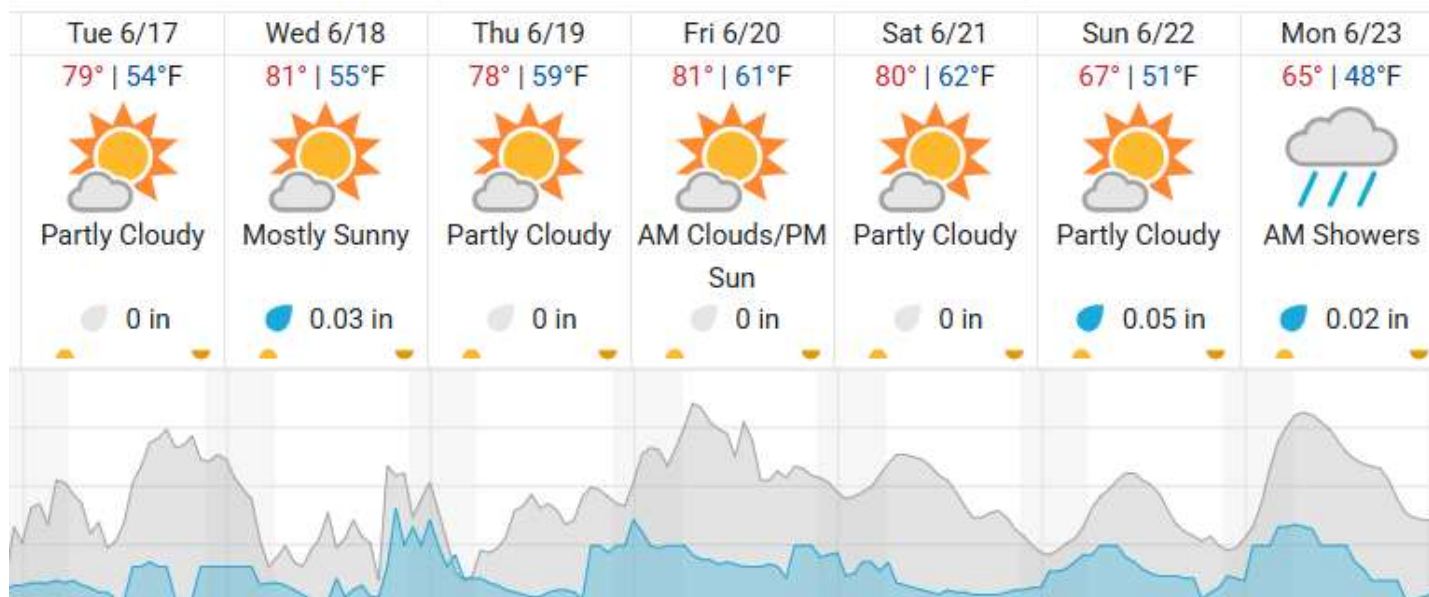 Tue 6/17 Wed 6/18 Thu 6/19 Fri 6/20 Sat 6/21 Sun 6/22 Mon 6/23
79° | 54°F 81° | 55°F 78° | 59°F 81° | 61°F 80° | 62°F 67° | 51°F 65° | 48°F
Partly Cloudy Mostly Sunny Partly Cloudy AM Clouds/PM Partly Cloudy Partly Cloudy AM Showers
Sun
0 in 0.03 in 0 in 0 in 0 in 0.05 in 0.02 in